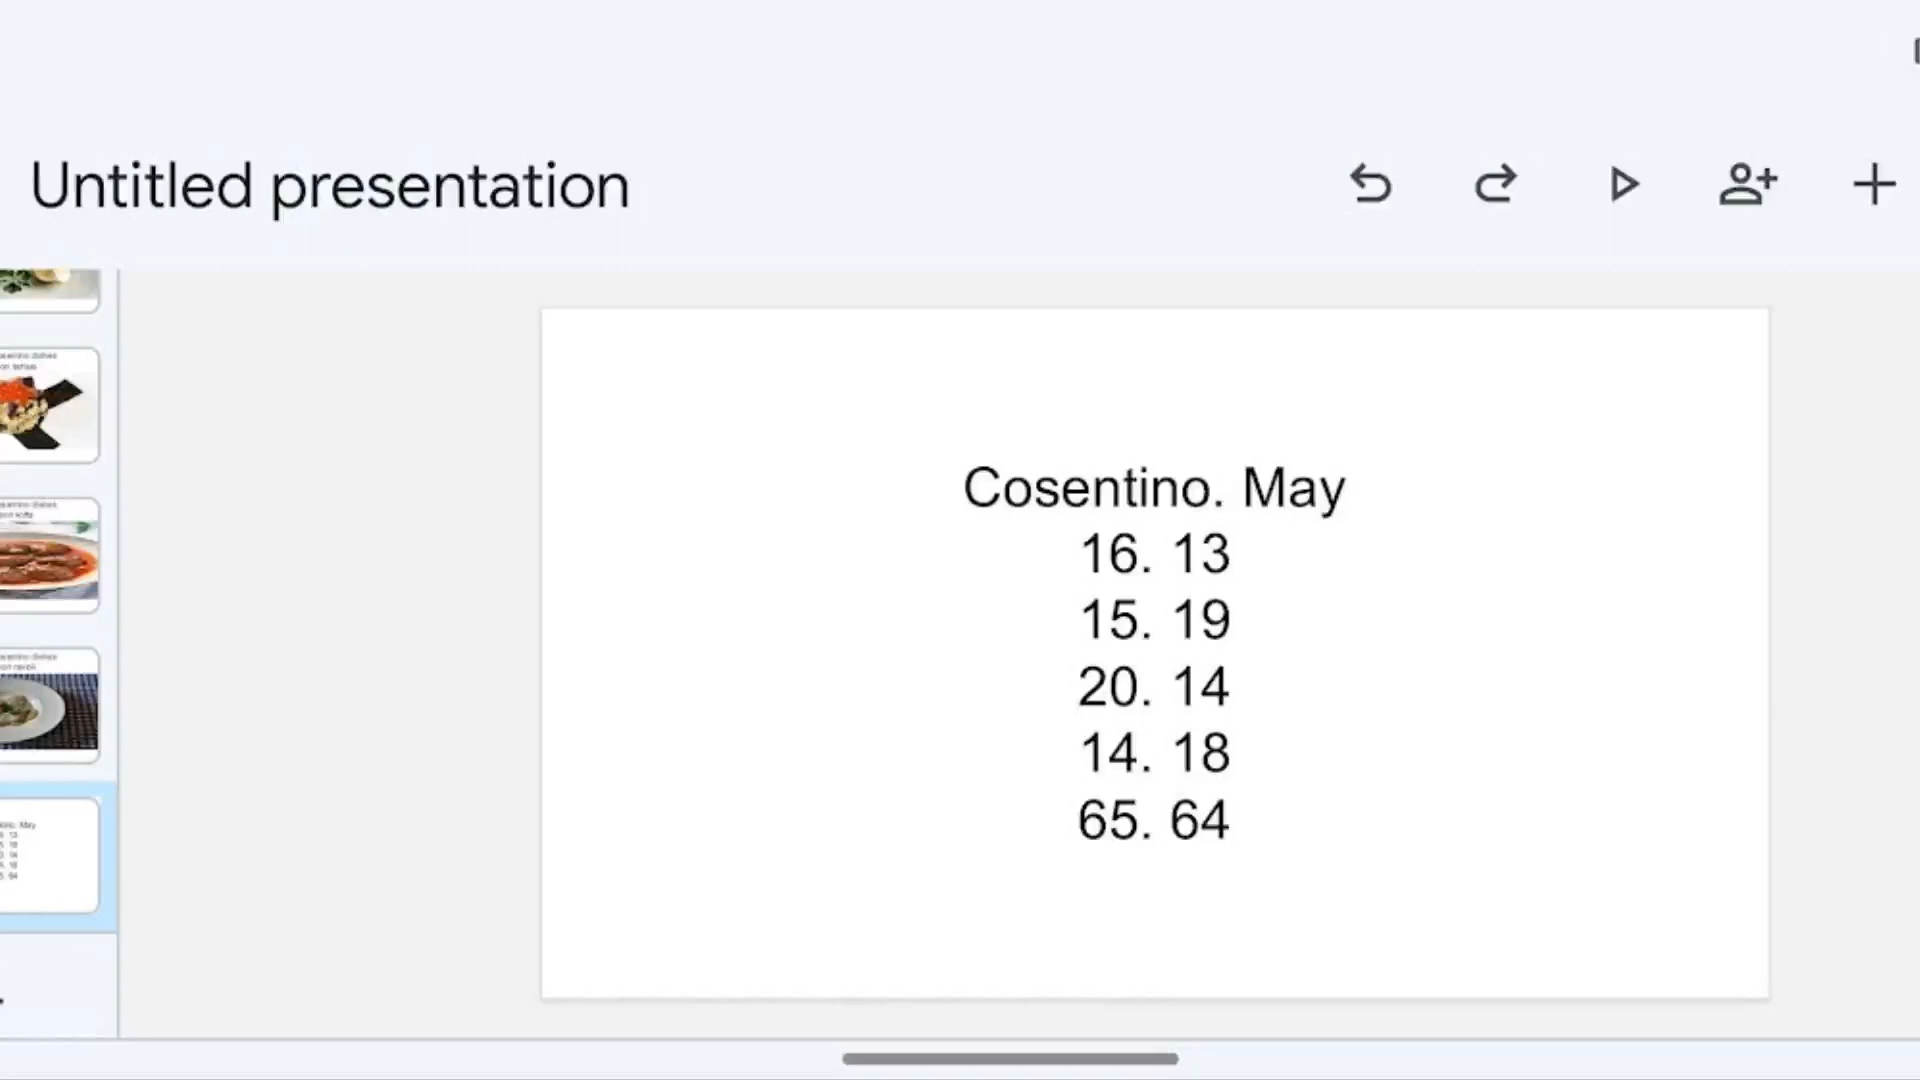 Untitled presentation
Cosentino. May
16. 13
15. 19
20. 14
14. 18
65. 64